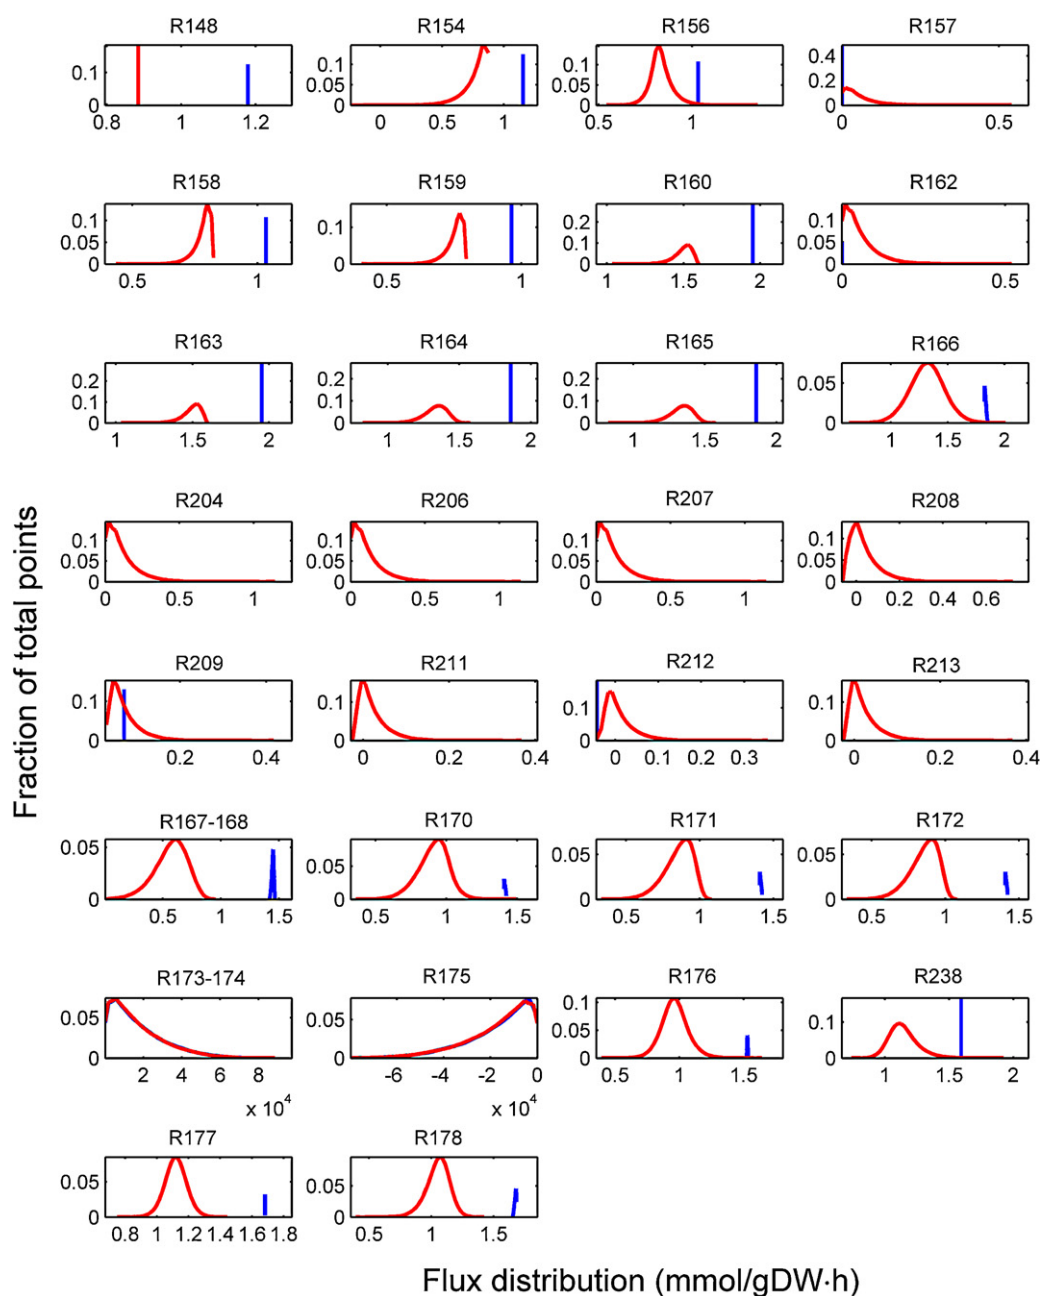 R148 R154 R156 R157
0.1 0.1 0.1 0.4
0.05 0.05 0.2
0 0 0 0
0.8 1 1.2 0 0.5 1 0.5 1 0 0.5
R158 R159 R160 R162
0.1 0.1 0.2 0.1
0.05 0.1 0.05
0 0 0 0
0.5 1 0.5 1 1 1.5 2 0 0.5
R163 R164 R165 R166
0.2 0.2 0.2 0.05
0.1 0.1 0.1
0 0 0 0
1 1.5 2 1 1.5 2 1 1.5 2 1 1.5 2
R204 R206 R207 R208
0.1 0.1 0.1 0.1
0.05 0.05 0.05 0.05
0 0 0 0
0 0.5 1 0 0.5 1 0 0.5 1 0 0.2 0.4 0.6
R209 R211 R212 R213
0.1 0.1 0.1 0.1
0 0 0 0
0.2 0.4 0 0.2 0.4 0 0.1 0.2 0.3 0 0.2 0.4
R167-168 R170 R171 R172
0.05 0.05 0.05 0.05
0 0 0 0
0.5 1 1.5 0.5 1 1.5 0.5 1 1.5 0.5 1 1.5
R173-174 R175 R176 R238
0.05 0.05 0.1 0.1
0.05
0 0 0 0
2 4 6 8 -6 -4 -2 0 0.5 1 1.5 1 1.5 2
x 10⁴ x 10⁴
R177 R178
0.05 0.05
0 0
0.8 1 1.2 1.4 1.6 1.8 0.5 1 1.5
Fraction of total points
Flux distribution (mmol/gDW·h)